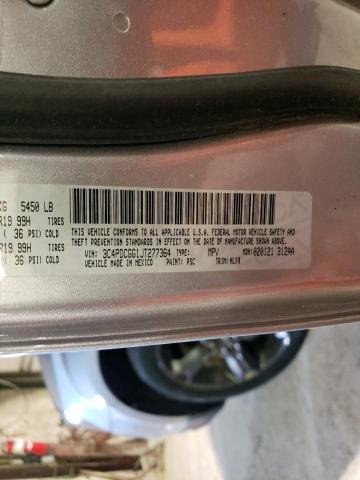 KG 5450 LB
R19 99H TIRES
( 36 PSI) COLD
R19 99H TIRES
( 36 PSI) COLD
THIS VEHICLE CONFORMS TO ALL APPLICABLE U.S.A. FEDERAL MOTOR VEHICLE SAFETY AND
THEFT PREVENTION STANDARDS IN EFFECT ON THE DATE OF MANUFACTURE SHOWN ABOVE.
VIN: 3C4PDCGG1JT277364 TYPE: MPV MDH: 020121 312AA
VEHICLE MADE IN MEXICO PAINT: PSC TRIM: HLX9